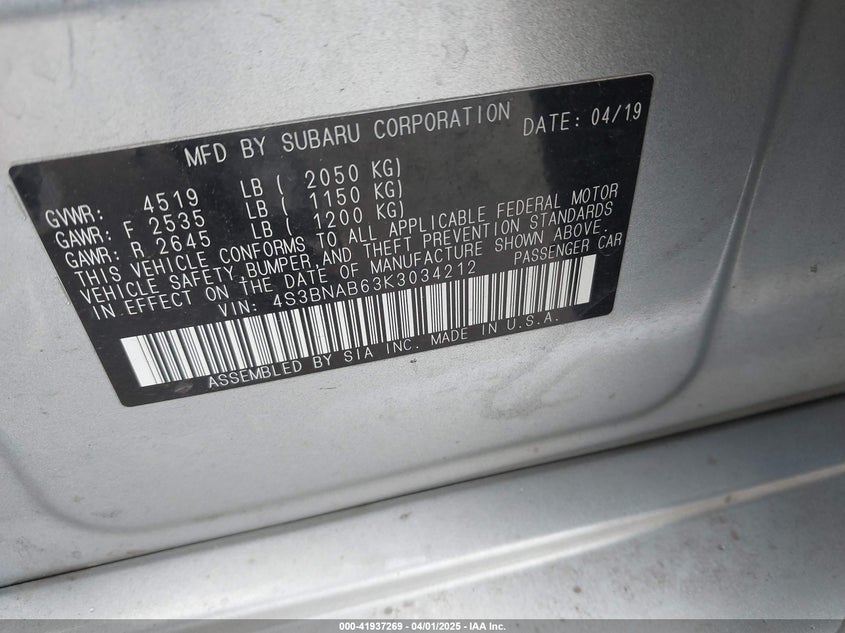 MFD BY SUBARU CORPORATION DATE: 04/19
GVWR: 4519 LB ( 2050 KG)
GAWR: F 2535 LB ( 1150 KG)
GAWR: R 2645 LB ( 1200 KG)
THIS VEHICLE CONFORMS TO ALL APPLICABLE FEDERAL MOTOR
VEHICLE SAFETY, BUMPER, AND THEFT PREVENTION STANDARDS
IN EFFECT ON THE DATE OF MANUFACTURE SHOWN ABOVE.
VIN: 4S3BNAB63K3034212 PASSENGER CAR
ASSEMBLED BY SIA INC. MADE IN U.S.A.
000-41937269 | 04/01/2025 | IAA Inc.